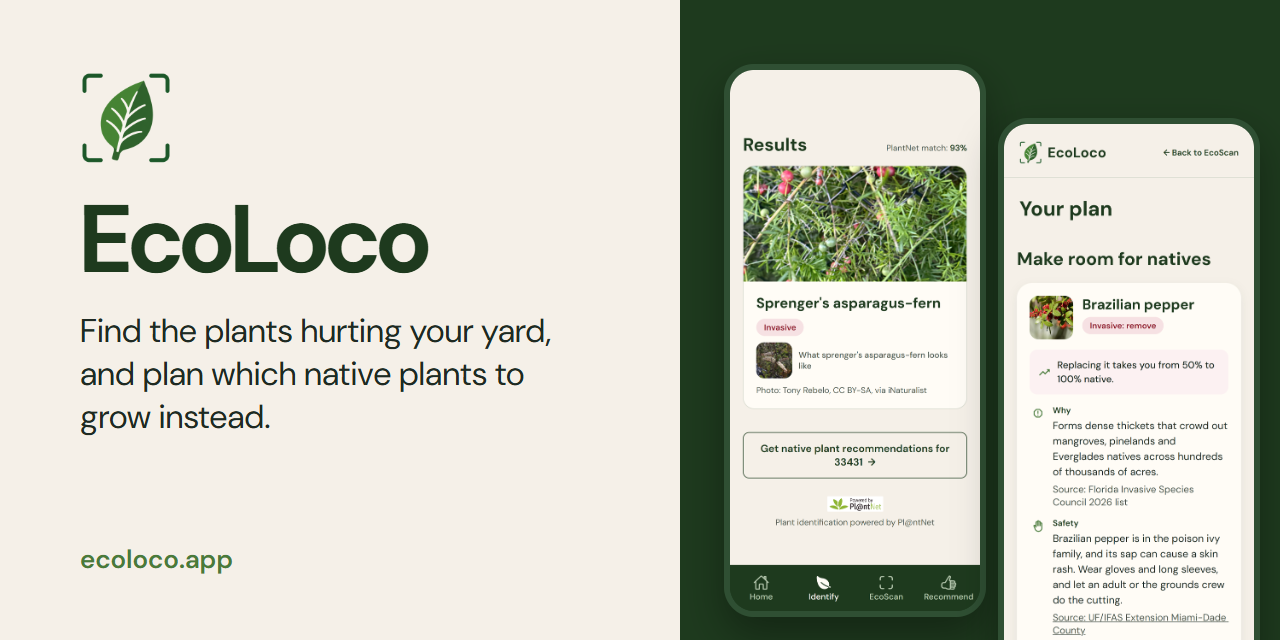 EcoLoco
Find the plants hurting your yard,
and plan which native plants to
grow instead.
ecoloco.app
Results
PlantNet match: 93%
Sprenger's asparagus-fern
Invasive
What sprenger's asparagus-fern looks
like
Photo: Tony Rebelo, CC BY-SA, via iNaturalist
Get native plant recommendations for
33431 →
Powered by
Pl@ntNet
Plant identification powered by Pl@ntNet
Home
Identify
EcoScan
Recommend
EcoLoco
← Back to EcoScan
Your plan
Make room for natives
Brazilian pepper
Invasive: remove
Replacing it takes you from 50% to
100% native.
Why
Forms dense thickets that crowd out
mangroves, pinelands and
Everglades natives across hundreds
of thousands of acres.
Source: Florida Invasive Species
Council 2026 list
Safety
Brazilian pepper is in the poison ivy
family, and its sap can cause a skin
rash. Wear gloves and long sleeves,
and let an adult or the grounds crew
do the cutting.
Source: UF/IFAS Extension Miami-Dade
County